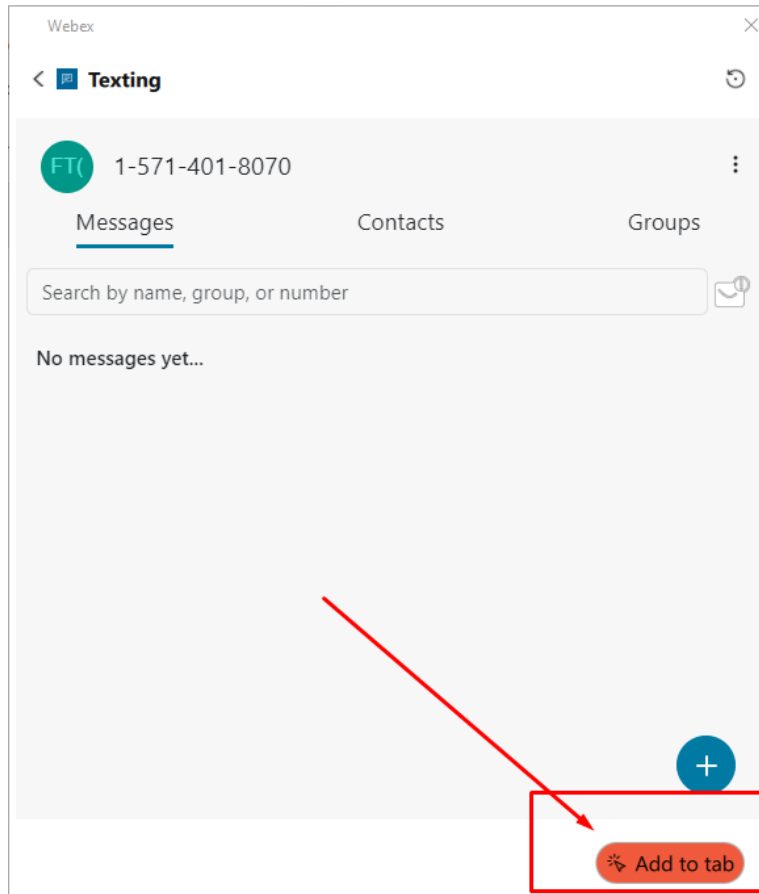 Webex
Texting
FT( 1-571-401-8070
Messages Contacts Groups
Search by name, group, or number
No messages yet...
Add to tab